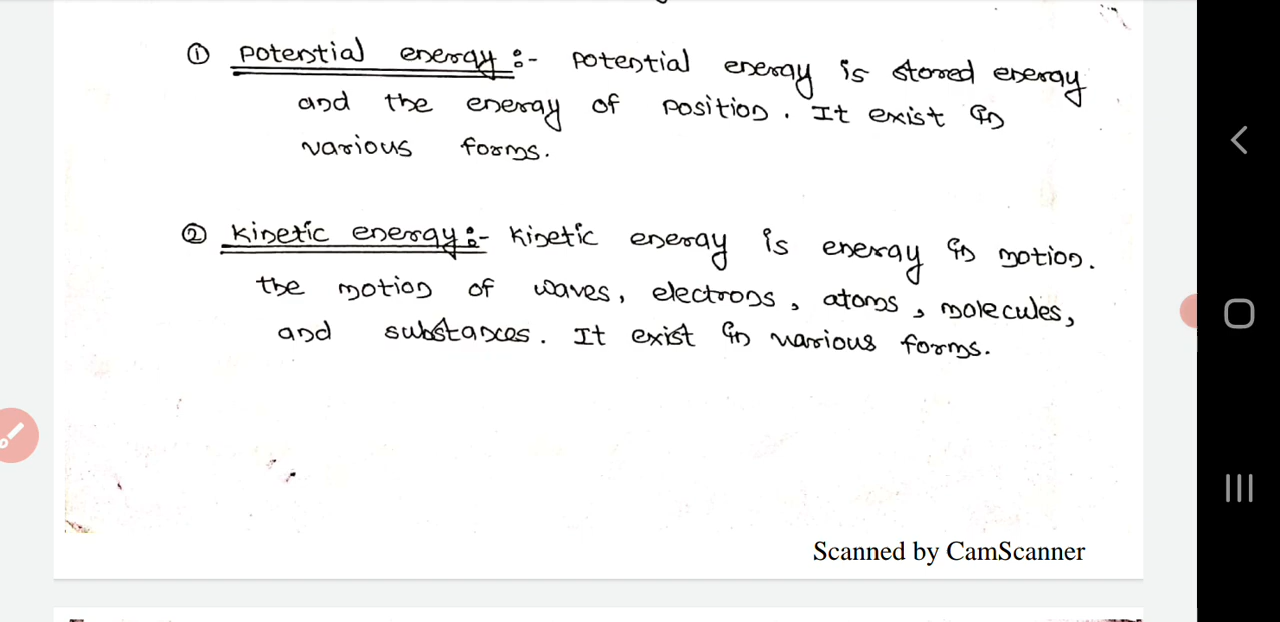 ① potential energy :- potential energy is stored energy
and the energy of position. It exist in
various forms.
② kinetic energy :- kinetic energy is energy in motion.
the motion of waves, electrons, atoms, molecules,
and substances. It exist in various forms.
Scanned by CamScanner